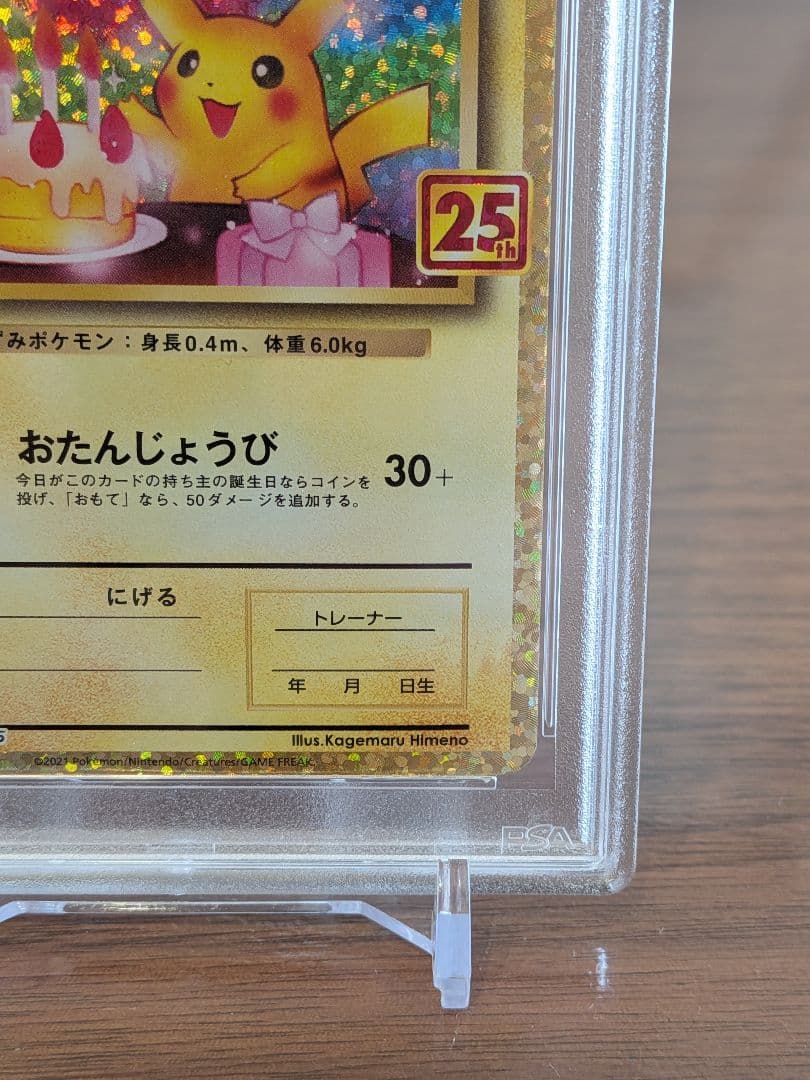 25th
ずみポケモン：身長0.4m、体重6.0kg
おたんじょうび
30+
今日がこのカードの持ち主の誕生日ならコインを
投げ、「おもて」なら、50ダメージを追加する。
にげる
トレーナー
年 月 日生
Illus.Kagemaru Himeno
©2021 Pokémon/Nintendo/Creatures/GAME FREAK.
PSA